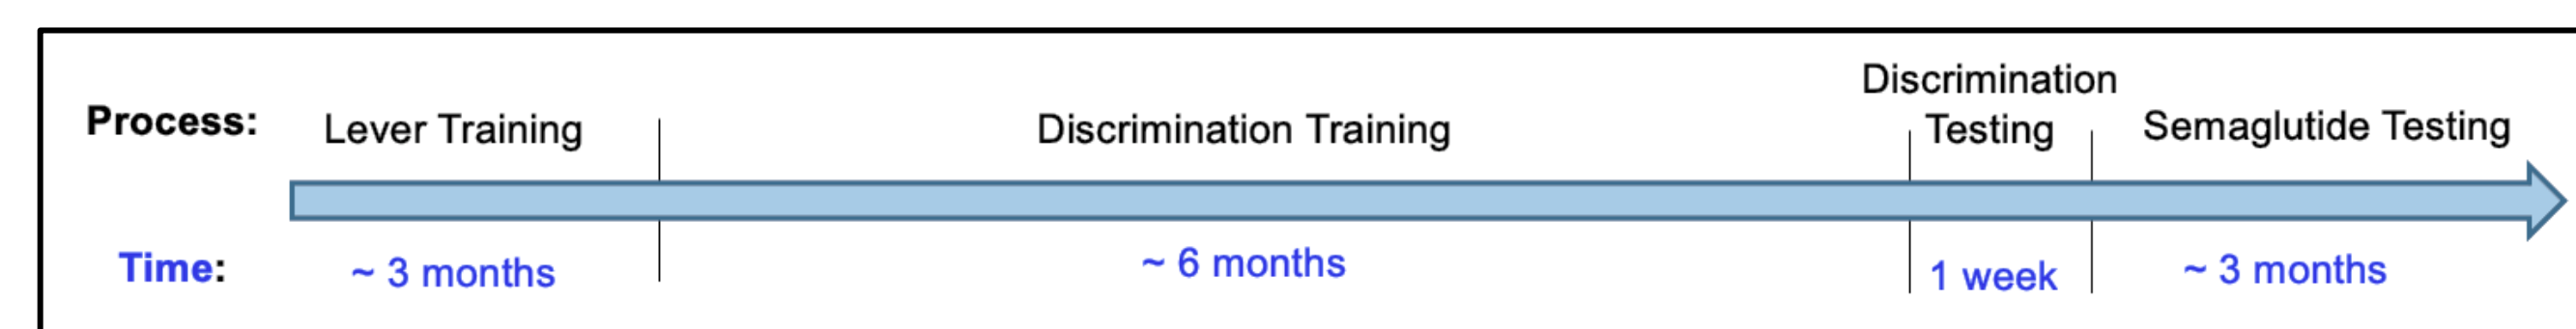 Process:
Lever Training
Discrimination Training
Discrimination
Testing
Semaglutide Testing
Time:
~ 3 months
~ 6 months
1 week
~ 3 months